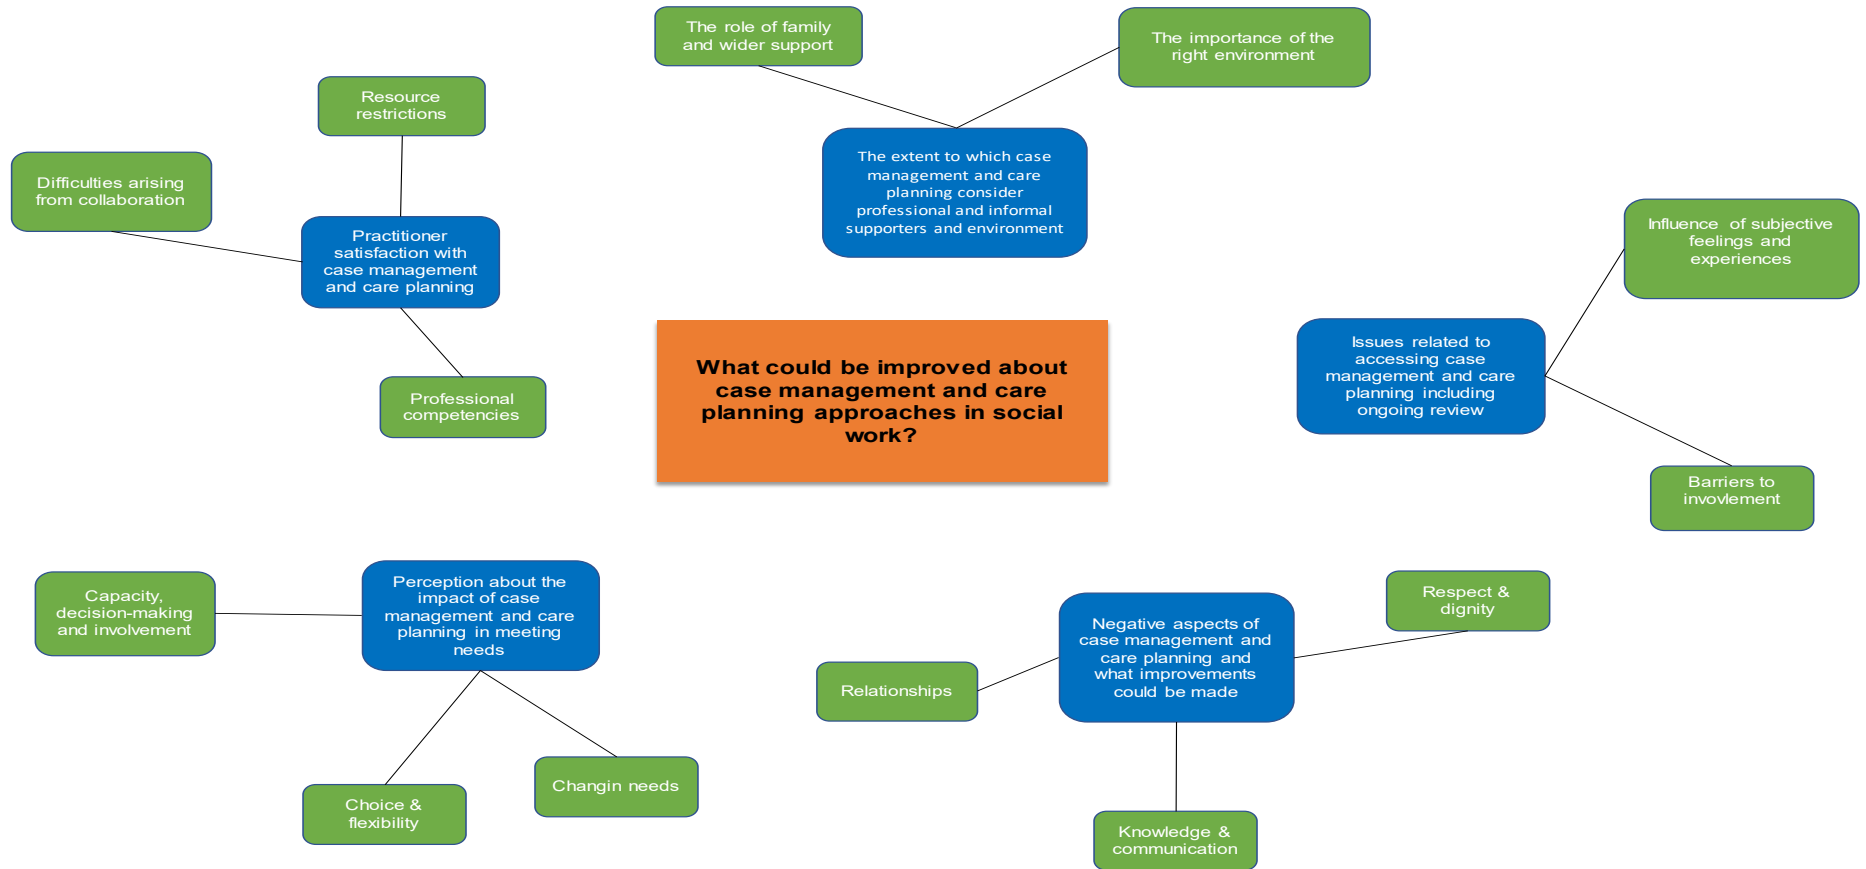 The role of family
and wider support
The importance of the
right environment
Resource
restrictions
Difficulties arising
from collaboration
Practitioner
satisfaction with
case management
and care planning
Professional
competencies
The extent to which case
management and care
planning consider
professional and informal
supporters and environment
Influence of subjective
feelings and
experiences
Issues related to
accessing case
management and care
planning including
ongoing review
Barriers to
invovlement
What could be improved about
case management and care
planning approaches in social
work?
Capacity,
decision-making
and involvement
Perception about the
impact of case
management and care
planning in meeting
needs
Choice &
flexibility
Changin needs
Relationships
Negative aspects of
case management and
care planning and
what improvements
could be made
Respect &
dignity
Knowledge &
communication